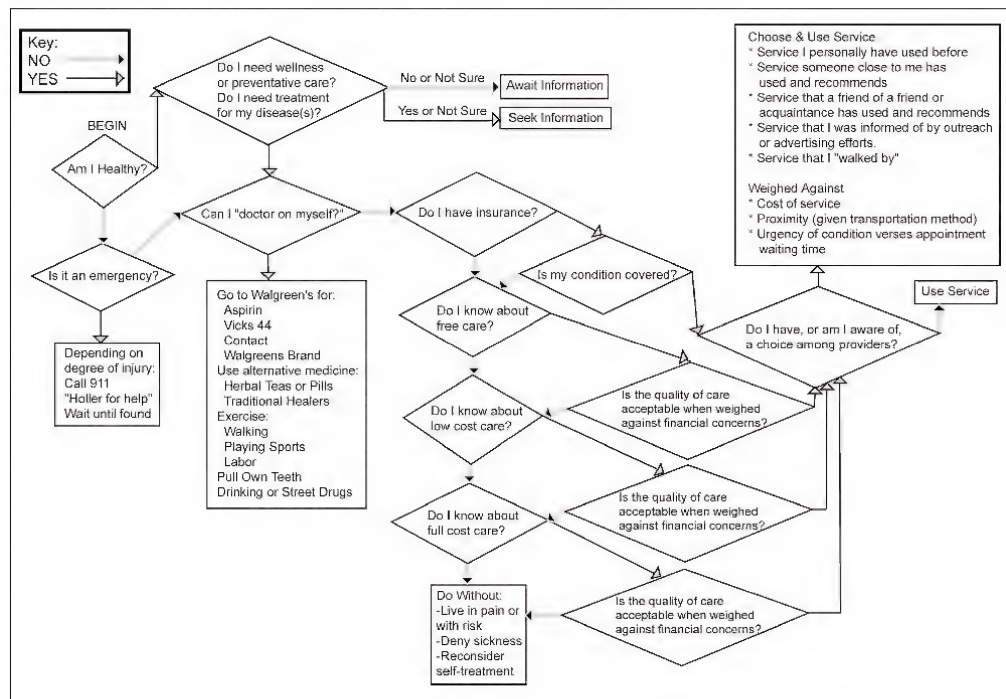 Key:
NO
YES
BEGIN
Am I Healthy?
Do I need wellness
or preventative care?
Do I need treatment
for my disease(s)?
No or Not Sure
Await Information
Yes or Not Sure
Seek Information
Is it an emergency?
Depending on
degree of injury:
Call 911
"Holler for help"
Wait until found
Can I "doctor on myself?"
Go to Walgreen's for:
Aspirin
Vicks 44
Contact
Walgreens Brand
Use alternative medicine:
Herbal Teas or Pills
Traditional Healers
Exercise:
Walking
Playing Sports
Labor
Pull Own Teeth
Drinking or Street Drugs
Do I have insurance?
Is my condition covered?
Do I know about
free care?
Is the quality of care
acceptable when weighed
against financial concerns?
Do I know about
low cost care?
Is the quality of care
acceptable when weighed
against financial concerns?
Do I know about
full cost care?
Is the quality of care
acceptable when weighed
against financial concerns?
Do Without:
-Live in pain or
with risk
-Deny sickness
-Reconsider
self-treatment
Do I have, or am I aware of,
a choice among providers?
Use Service
Choose & Use Service
* Service I personally have used before
* Service someone close to me has
used and recommends
* Service that a friend of a friend or
acquaintance has used and recommends
* Service that I was informed of by outreach
or advertising efforts.
* Service that I "walked by"
Weighed Against
* Cost of service
* Proximity (given transportation method)
* Urgency of condition verses appointment
waiting time